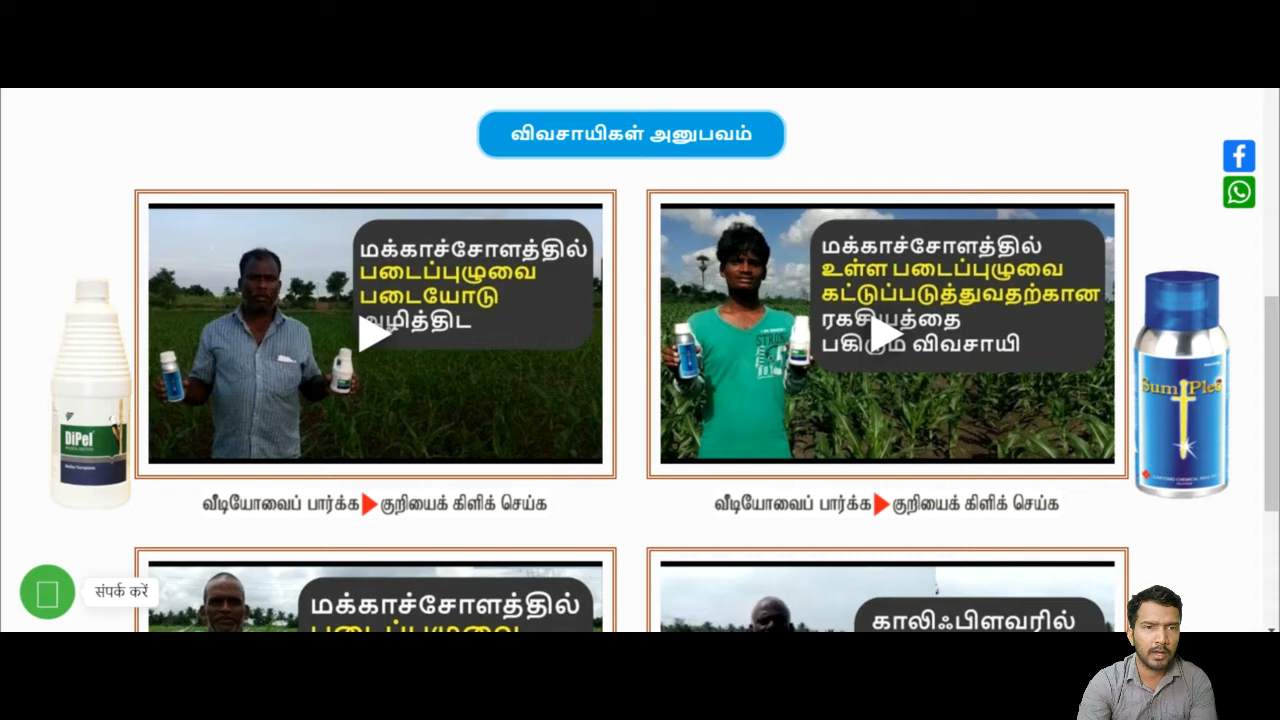 விவசாயிகள் அனுபவம்
மக்காச்சோளத்தில்
படைப்புழுவை
படையோடு
அழித்திட
மக்காச்சோளத்தில்
உள்ள படைப்புழுவை
கட்டுப்படுத்துவதற்கான
ரகசியத்தை
பகிரும் விவசாயி
DiPel
SumiPleo
வீடியோவைப் பார்க்க குறியைக் கிளிக் செய்க
வீடியோவைப் பார்க்க குறியைக் கிளிக் செய்க
संपर्क करें
மக்காச்சோளத்தில்
படைப்புழுவை
காலிஃபிளவரில்